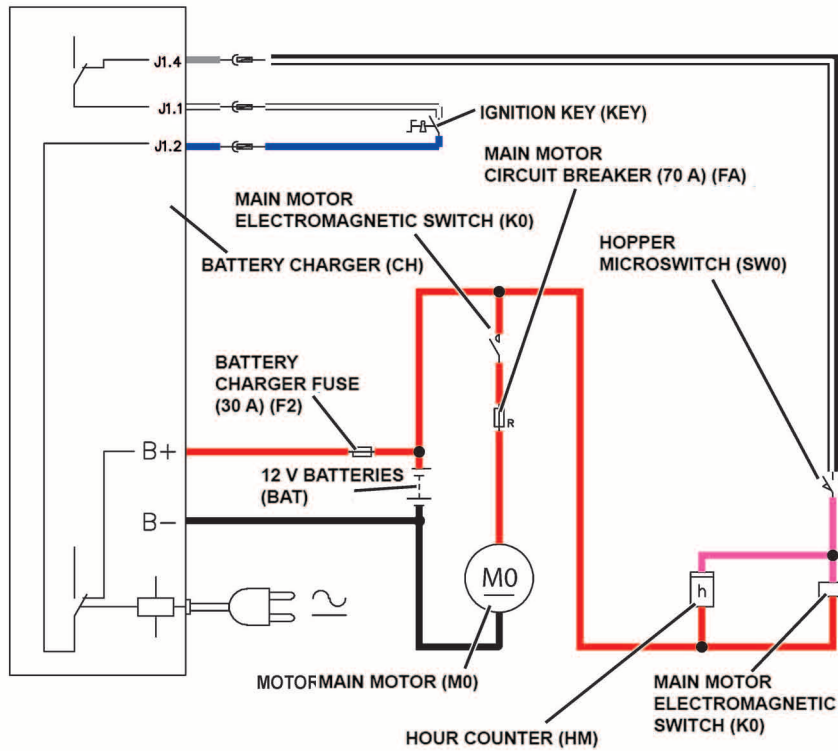 J1.4
J1.1
IGNITION KEY (KEY)
J1.2
MAIN MOTOR
CIRCUIT BREAKER (70 A) (FA)
MAIN MOTOR
ELECTROMAGNETIC SWITCH (K0)
HOPPER
MICROSWITCH (SW0)
BATTERY CHARGER (CH)
BATTERY
CHARGER FUSE
(30 A) (F2)
R
B+
12 V BATTERIES
(BAT)
B-
M0
h
MOTORMAIN MOTOR (M0)
MAIN MOTOR
ELECTROMAGNETIC
SWITCH (K0)
HOUR COUNTER (HM)